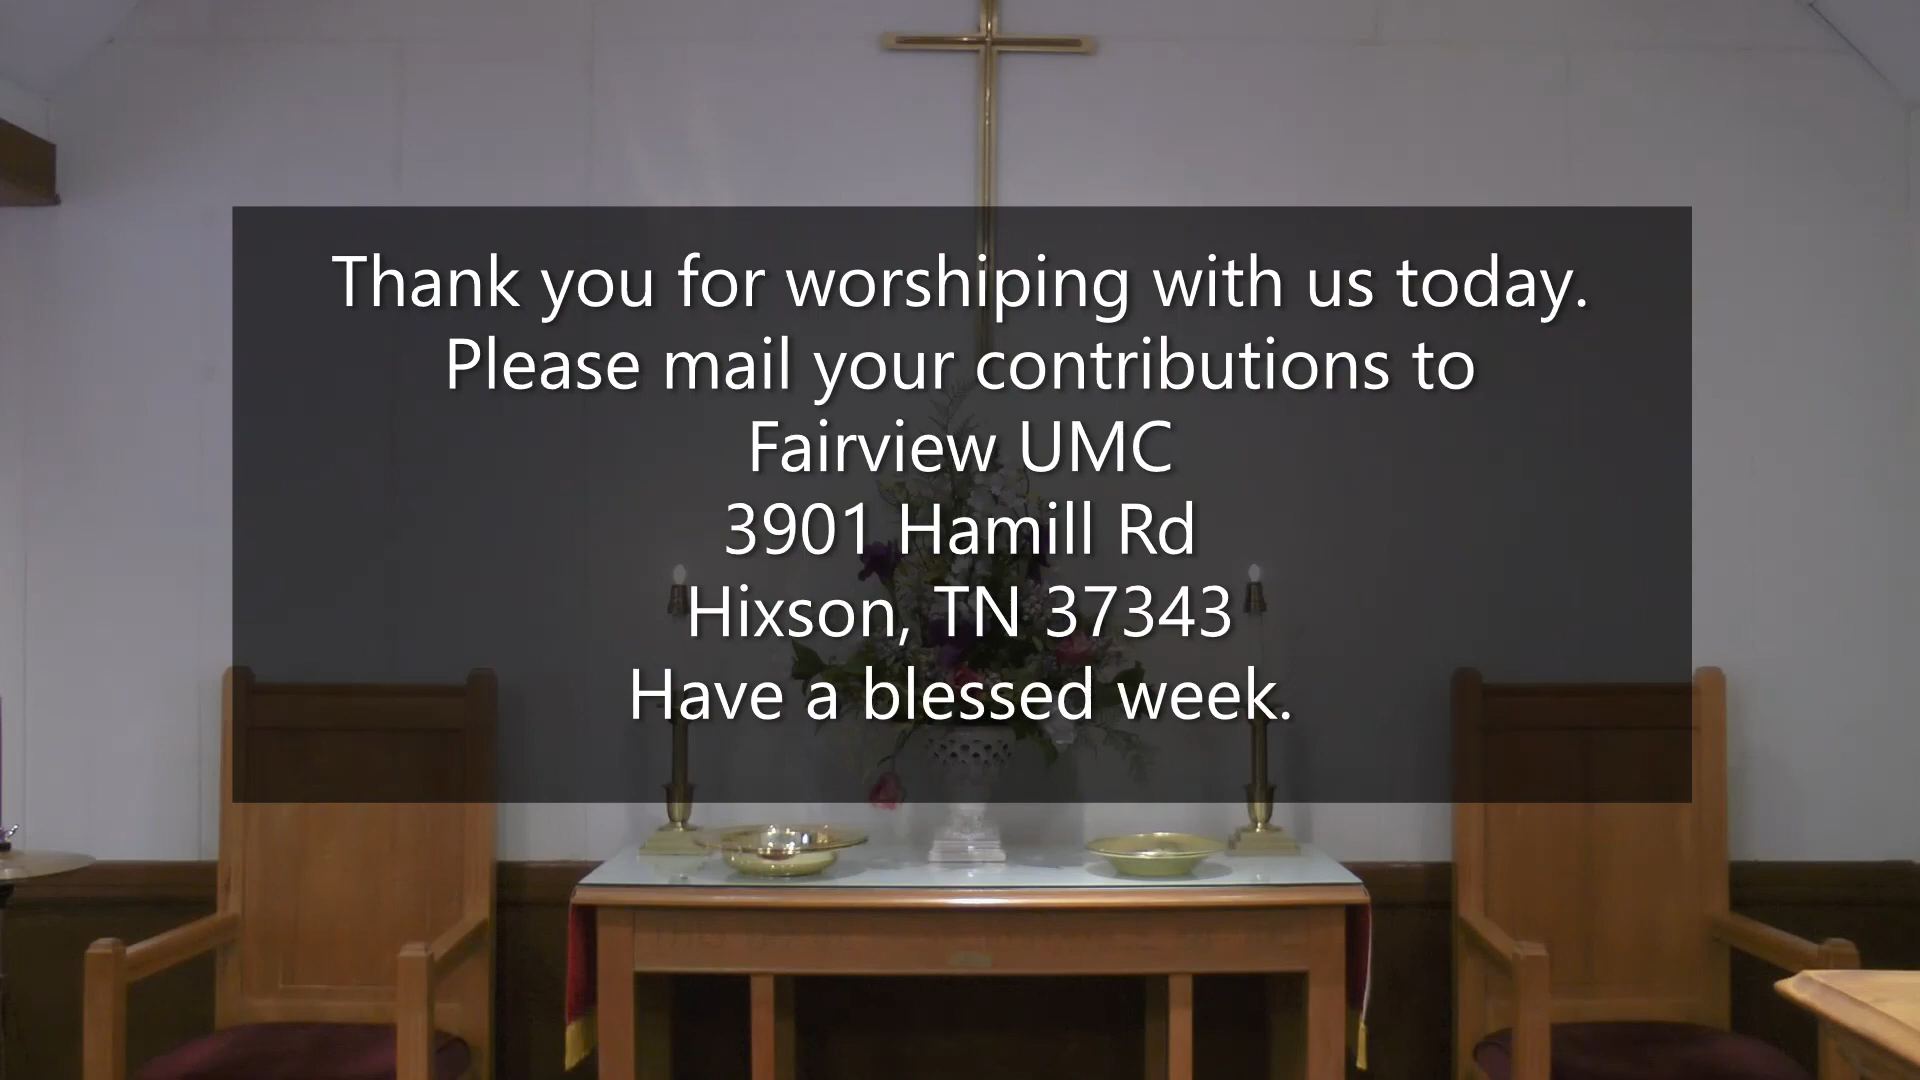 Thank you for worshiping with us today.
Please mail your contributions to
Fairview UMC
3901 Hamill Rd
Hixson, TN 37343
Have a blessed week.